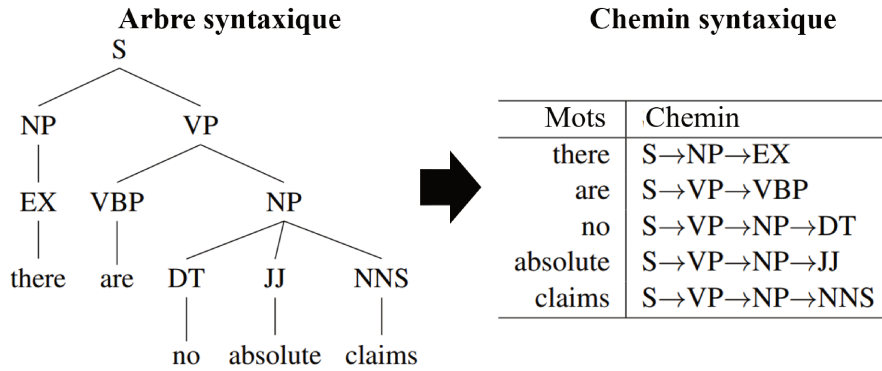 Arbre syntaxique
S
NP VP
EX VBP NP
there are DT JJ NNS
no absolute claims
Chemin syntaxique
Mots Chemin
there S→NP→EX
are S→VP→VBP
no S→VP→NP→DT
absolute S→VP→NP→JJ
claims S→VP→NP→NNS